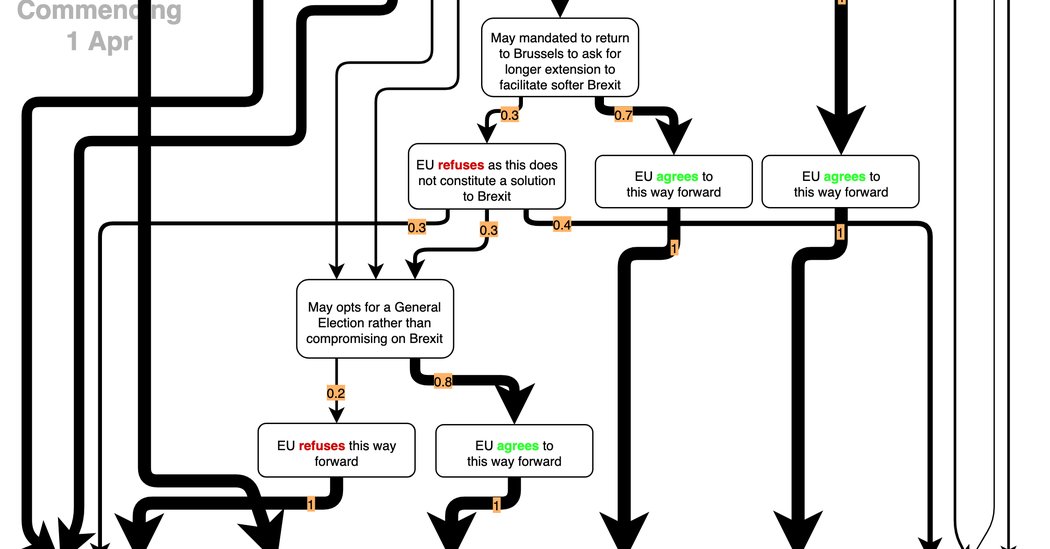 Commencing
1 Apr
May mandated to return
to Brussels to ask for
longer extension to
facilitate softer Brexit
0.3
0.7
EU refuses as this does
not constitute a solution
to Brexit
EU agrees to
this way forward
EU agrees to
this way forward
0.3
0.3
0.4
1
1
May opts for a General
Election rather than
compromising on Brexit
0.2
0.8
EU refuses this way
forward
EU agrees to
this way forward
1
1